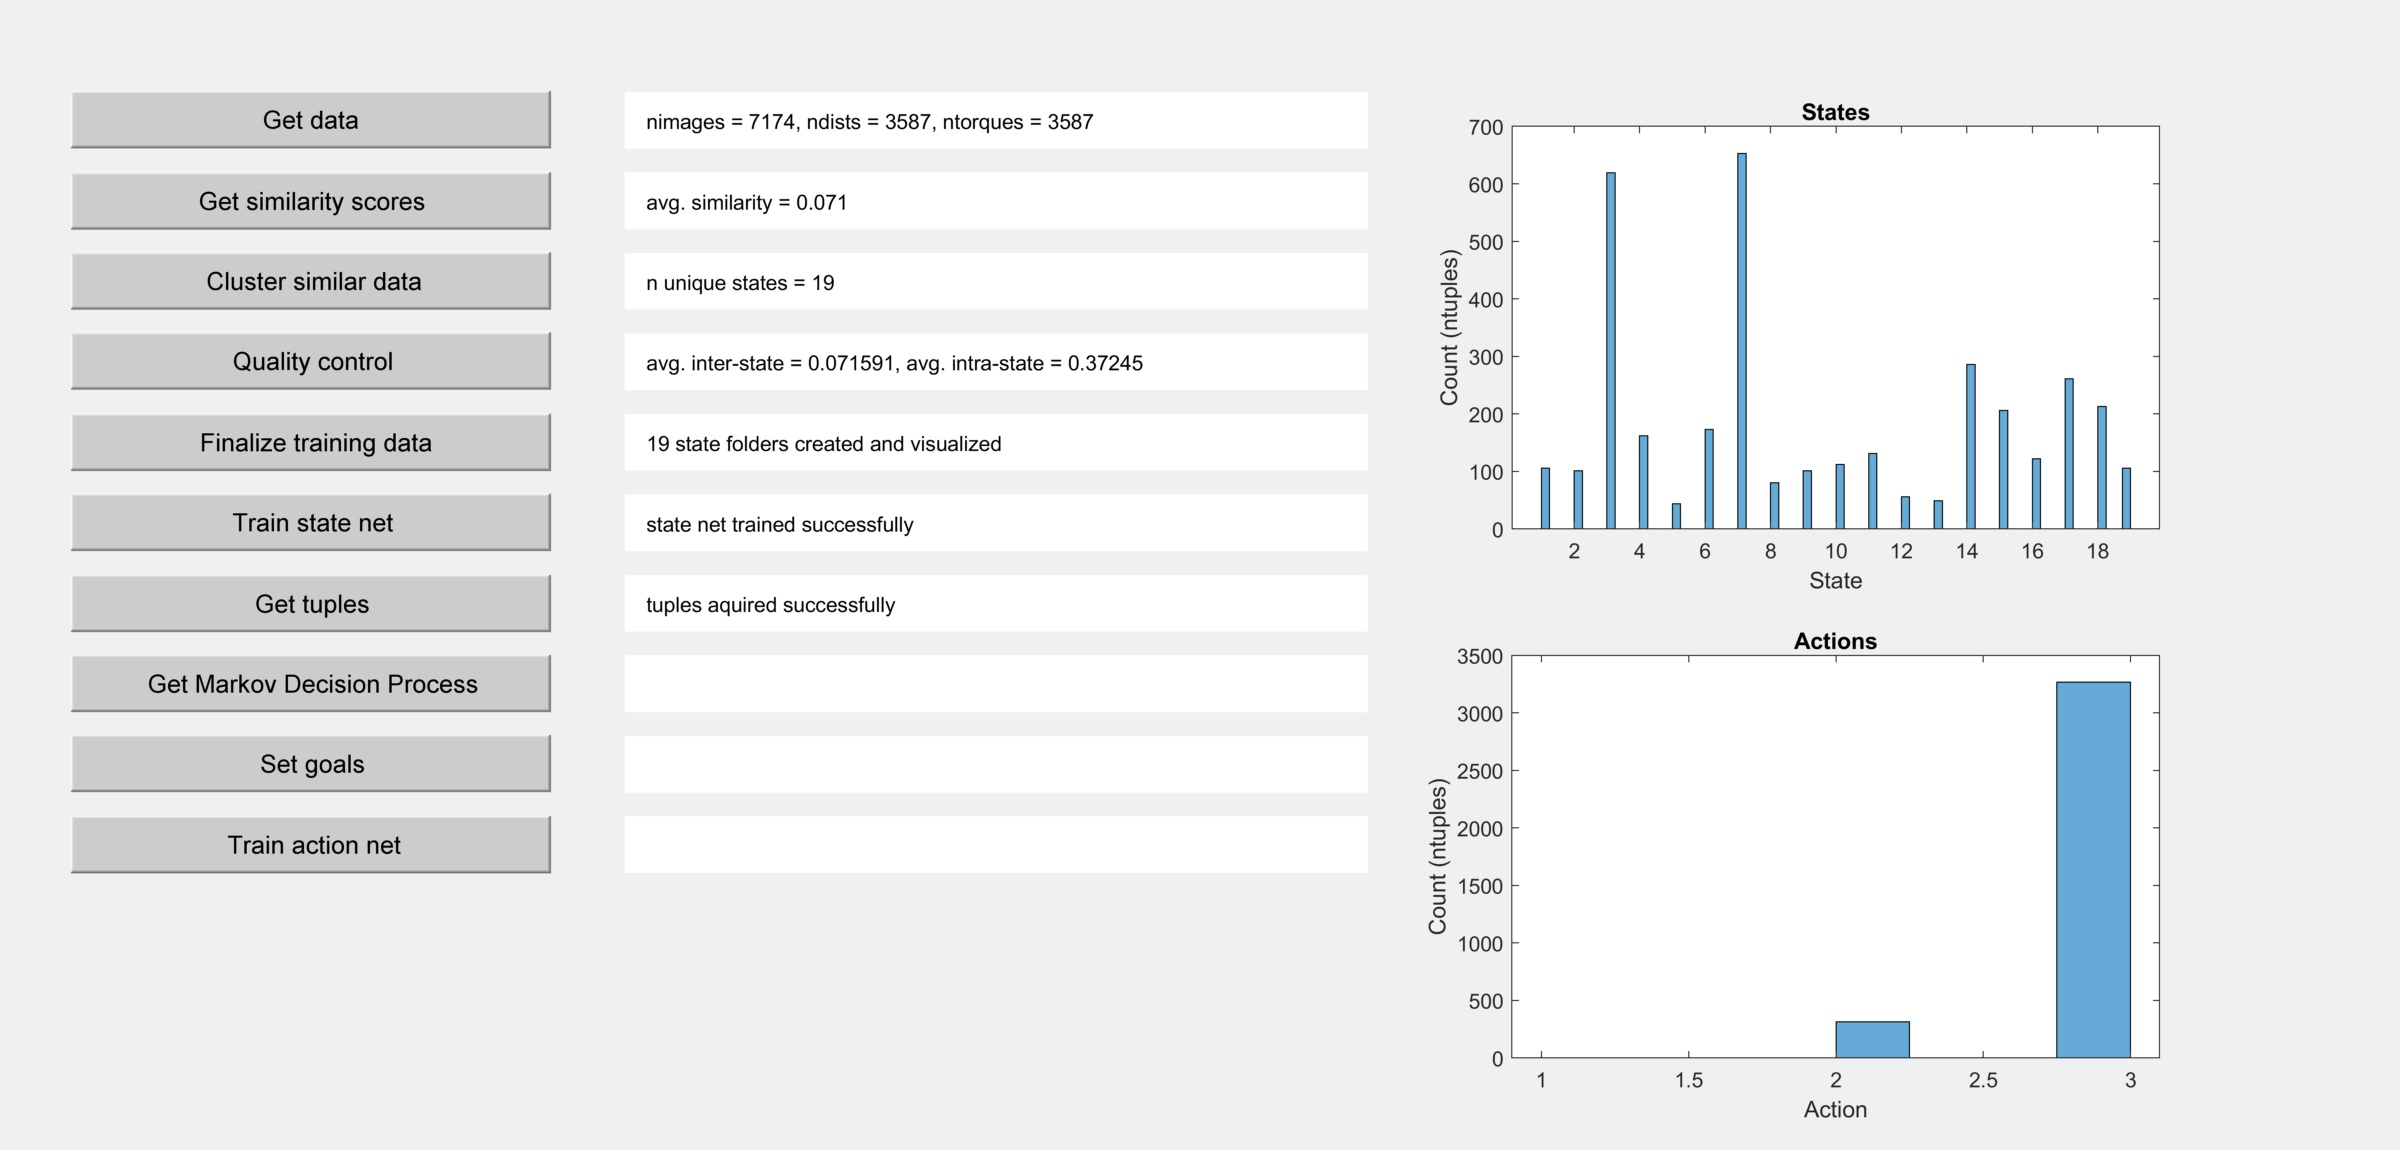 Get data
nimages = 7174, ndists = 3587, ntorques = 3587
Get similarity scores
avg. similarity = 0.071
Cluster similar data
n unique states = 19
Quality control
avg. inter-state = 0.071591, avg. intra-state = 0.37245
Finalize training data
19 state folders created and visualized
Train state net
state net trained successfully
Get tuples
tuples aquired successfully
Get Markov Decision Process
Set goals
Train action net
States
700
600
500
400
300
200
100
0
Count (ntuples)
2 4 6 8 10 12 14 16 18
State
Actions
3500
3000
2500
2000
1500
1000
500
0
Count (ntuples)
1 1.5 2 2.5 3
Action